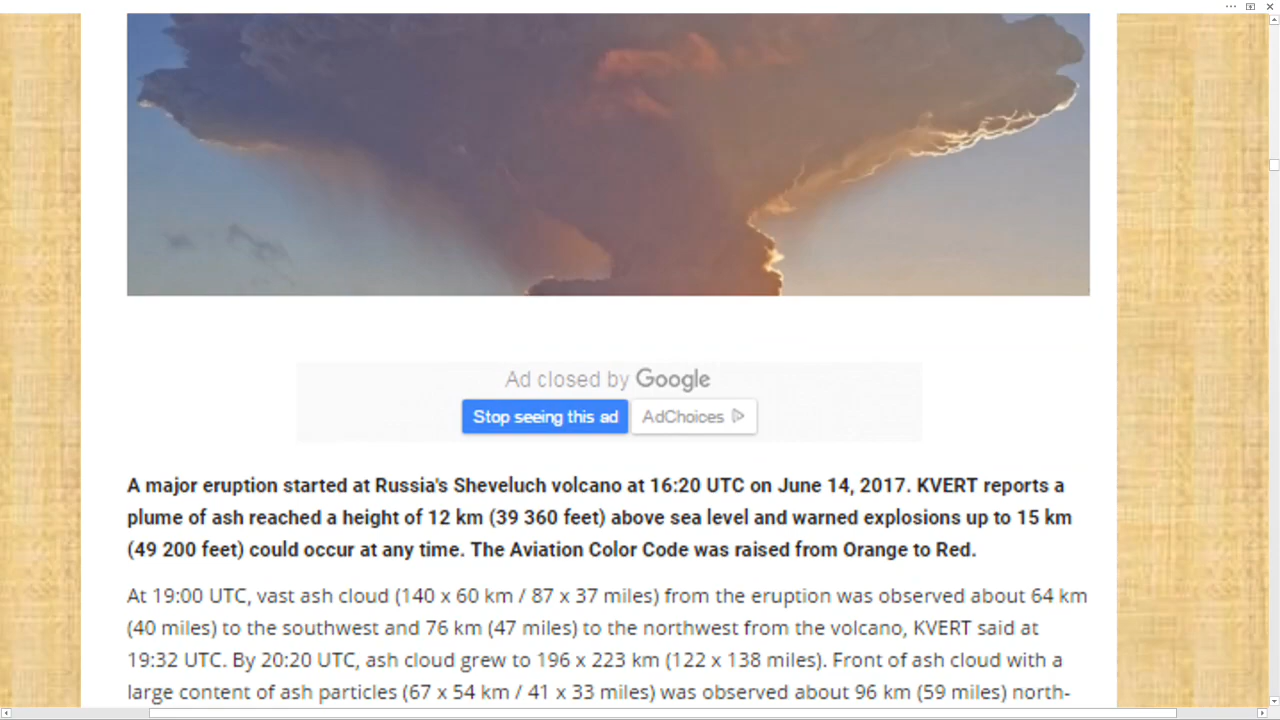 Ad closed by Google
Stop seeing this ad
AdChoices
A major eruption started at Russia's Sheveluch volcano at 16:20 UTC on June 14, 2017. KVERT reports a
plume of ash reached a height of 12 km (39 360 feet) above sea level and warned explosions up to 15 km
(49 200 feet) could occur at any time. The Aviation Color Code was raised from Orange to Red.
At 19:00 UTC, vast ash cloud (140 x 60 km / 87 x 37 miles) from the eruption was observed about 64 km
(40 miles) to the southwest and 76 km (47 miles) to the northwest from the volcano, KVERT said at
19:32 UTC. By 20:20 UTC, ash cloud grew to 196 x 223 km (122 x 138 miles). Front of ash cloud with a
large content of ash particles (67 x 54 km / 41 x 33 miles) was observed about 96 km (59 miles) north-